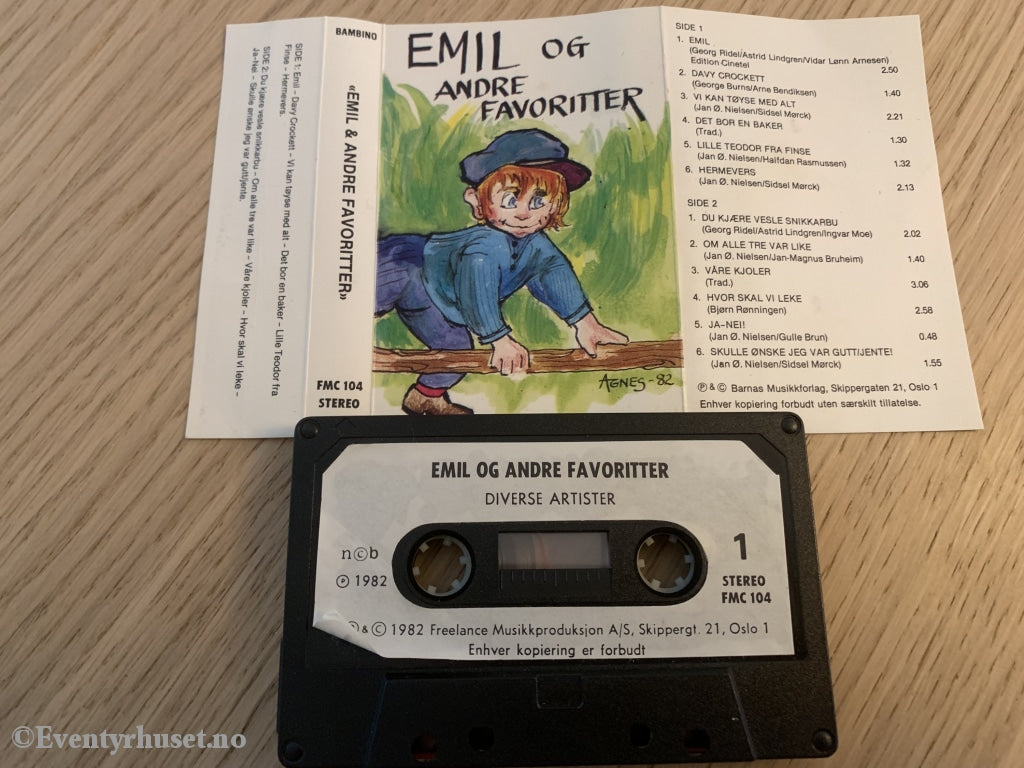 SIDE 1: Emil – Davy Crockett – Vi kan tøyse med alt – Det bor en baker – Lille Teodor fra
Finse – Hermevers.
SIDE 2: Du kjære vesle snikkarbu – Om alle tre var like – Våre kjoler – Hvor skal vi leke –
Ja-Nei – Skulle ønske jeg var gutt/jente.
BAMBINO
«EMIL & ANDRE FAVORITTER»
FMC 104
STEREO
EMIL OG
ANDRE
FAVORITTER
AGNES-82
SIDE 1
1. EMIL
(Georg Ridel/Astrid Lindgren/Vidar Lønn Arnesen)
Edition Cinetel 2.50
2. DAVY CROCKETT
(George Burns/Arne Bendiksen) 1.40
3. VI KAN TØYSE MED ALT
(Jan Ø. Nielsen/Sidsel Mørck) 2.21
4. DET BOR EN BAKER
(Trad.) 1.30
5. LILLE TEODOR FRA FINSE
(Jan Ø. Nielsen/Halfdan Rasmussen) 1.32
6. HERMEVERS
(Jan Ø. Nielsen/Sidsel Mørck) 2.13
SIDE 2
1. DU KJÆRE VESLE SNIKKARBU
(Georg Ridel/Astrid Lindgren/Ingvar Moe) 2.02
2. OM ALLE TRE VAR LIKE
(Jan Ø. Nielsen/Jan-Magnus Bruheim) 1.40
3. VÅRE KJOLER
(Trad.) 3.06
4. HVOR SKAL VI LEKE
(Bjørn Rønningen) 2.58
5. JA-NEI!
(Jan Ø. Nielsen/Gulle Brun) 0.48
6. SKULLE ØNSKE JEG VAR GUTT/JENTE!
(Jan Ø. Nielsen/Sidsel Mørck) 1.55
℗ & © Barnas Musikkforlag, Skippergaten 21, Oslo 1
Enhver kopiering forbudt uten særskilt tillatelse.
EMIL OG ANDRE FAVORITTER
DIVERSE ARTISTER
n©b
℗ 1982
1
STEREO
FMC 104
℗ & © 1982 Freelance Musikkproduksjon A/S, Skippergt. 21, Oslo 1
Enhver kopiering er forbudt
©Eventyrhuset.no